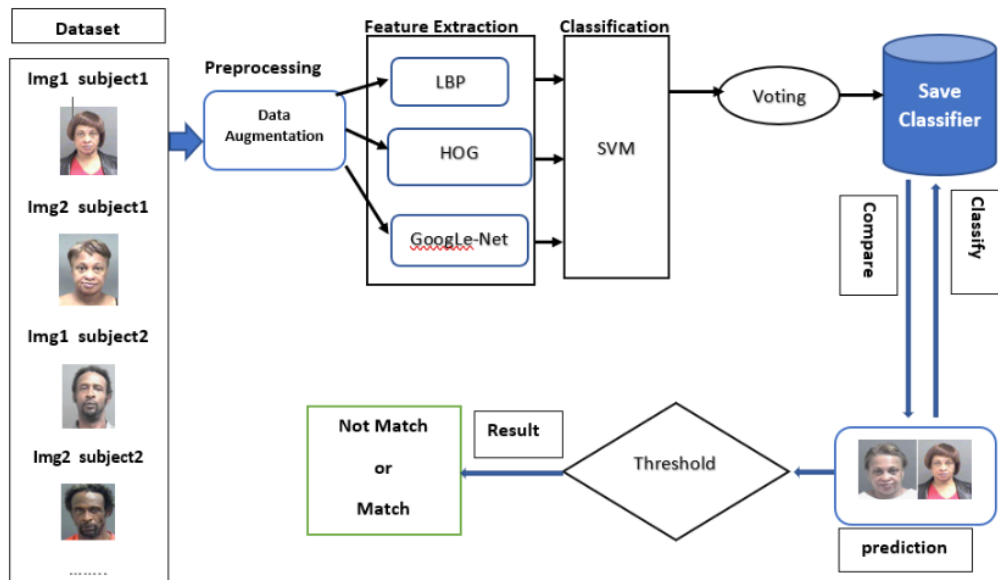 Dataset
Img1 subject1
Img2 subject1
Img1 subject2
Img2 subject2
........
Preprocessing
Data
Augmentation
Feature Extraction
LBP
HOG
GoogLe-Net
Classification
SVM
Voting
Save
Classifier
Compare
Classify
prediction
Threshold
Result
Not Match
or
Match